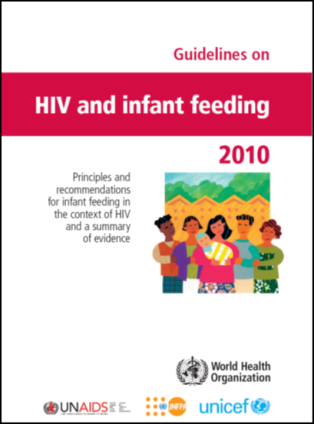 Guidelines on
HIV and infant feeding
2010
Principles and
recommendations
for infant feeding in
the context of HIV
and a summary
of evidence
World Health
Organization
UNAIDS
UNFPA
unicef